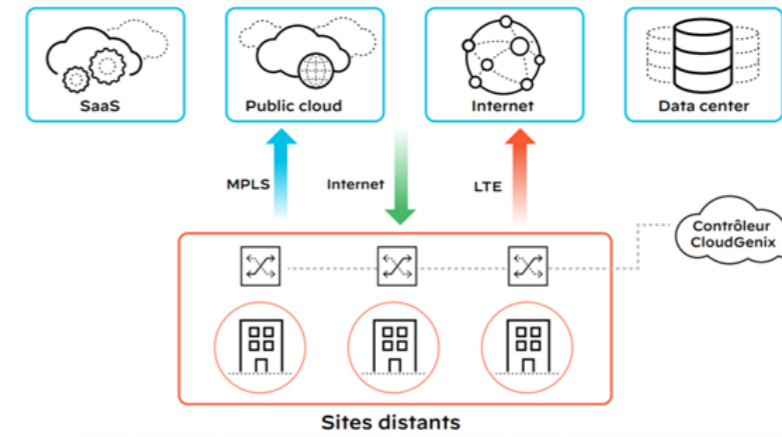 SaaS
Public cloud
Internet
Data center
MPLS
Internet
LTE
Contrôleur
CloudGenix
Sites distants